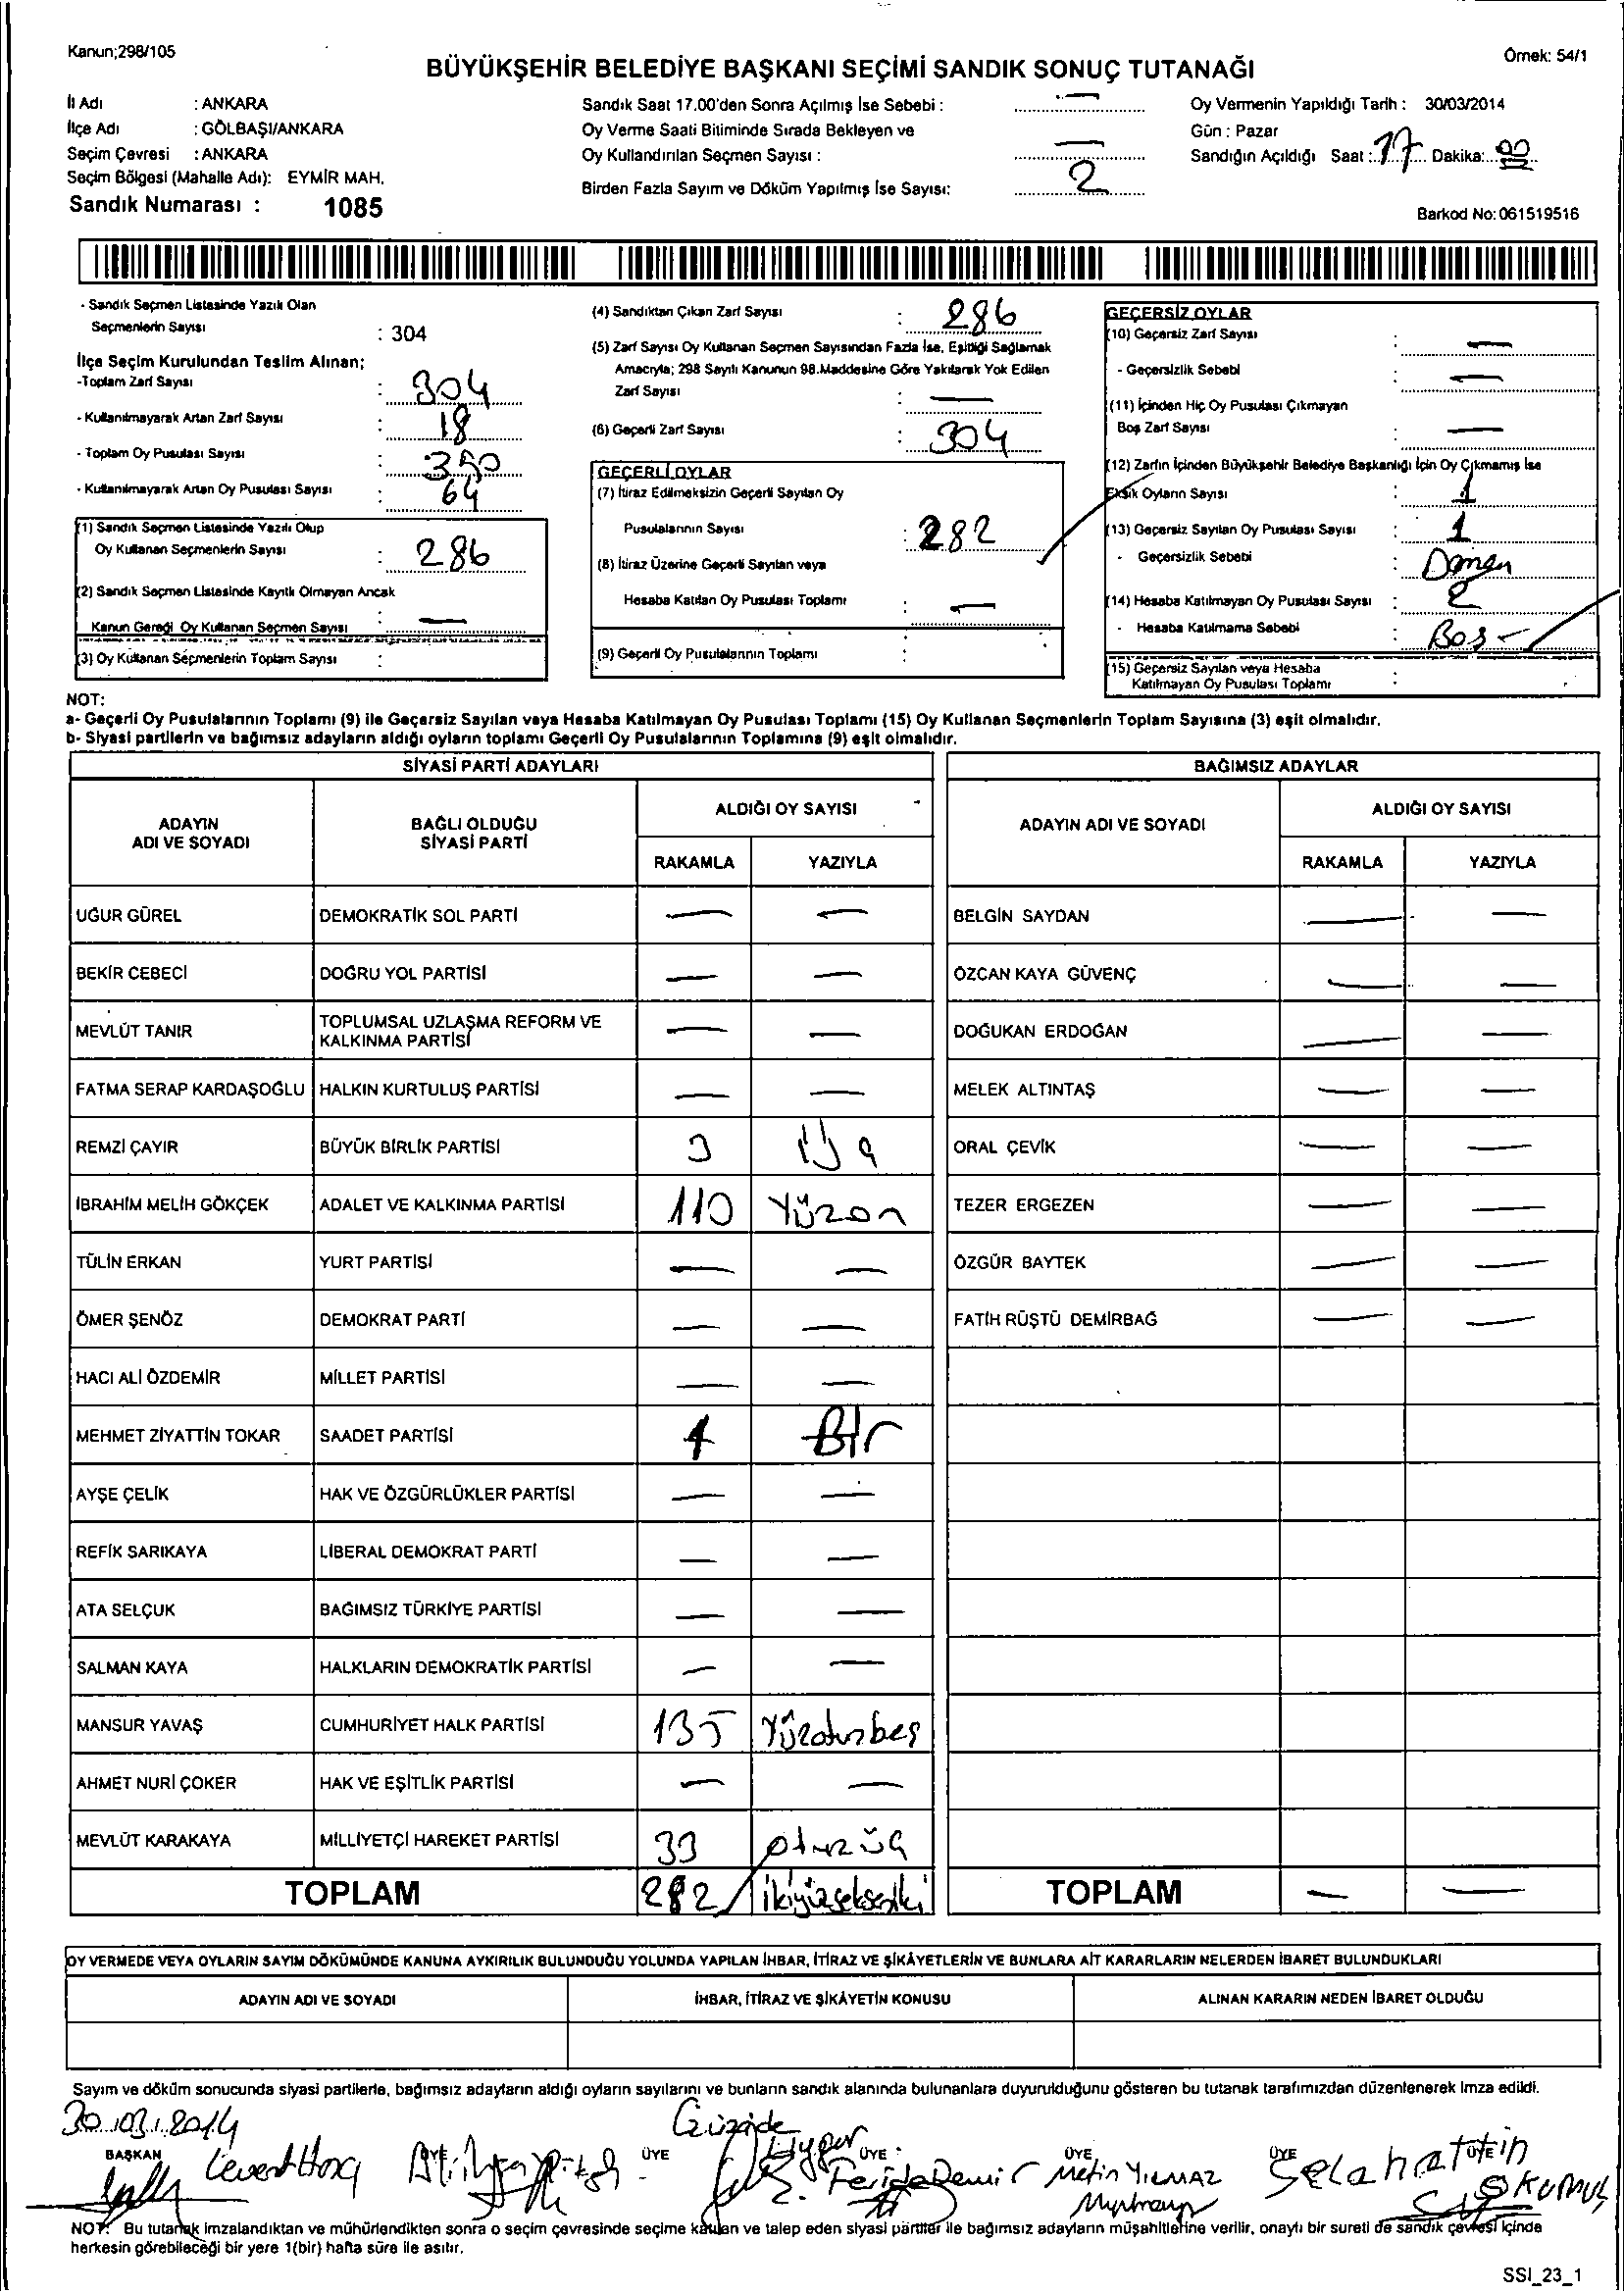 Kanun;298/105
Örnek: 54/1
BÜYÜKŞEHİR BELEDİYE BAŞKANI SEÇİMİ SANDIK SONUÇ TUTANAĞI
İl Adı : ANKARA
İlçe Adı : GÖLBAŞI/ANKARA
Seçim Çevresi : ANKARA
Seçim Bölgesi (Mahalle Adı): EYMİR MAH.
Sandık Numarası : 1085
Sandık Saat 17.00'den Sonra Açılmış İse Sebebi : —
Oy Verme Saati Bitiminde Sırada Bekleyen ve
Oy Kullandırılan Seçmen Sayısı : —
Birden Fazla Sayım ve Döküm Yapılmış İse Sayısı: 2
Oy Vermenin Yapıldığı Tarih : 30/03/2014
Gün : Pazar
Sandığın Açıldığı Saat : 17 Dakika: 00
Barkod No: 061519516
- Sandık Seçmen Listesinde Yazılı Olan
Seçmenlerin Sayısı : 304
İlçe Seçim Kurulundan Teslim Alınan;
-Toplam Zarf Sayısı : 304
- Kullanılmayarak Artan Zarf Sayısı : 18
- Toplam Oy Pusulası Sayısı : 350
- Kullanılmayarak Artan Oy Pusulası Sayısı : 64
(1) Sandık Seçmen Listesinde Yazılı Olup
Oy Kullanan Seçmenlerin Sayısı : 286
(2) Sandık Seçmen Listesinde Kayıtlı Olmayan Ancak
Kanun Gereği Oy Kullanan Seçmen Sayısı : —
(3) Oy Kullanan Seçmenlerin Toplam Sayısı :
(4) Sandıktan Çıkan Zarf Sayısı : 286
(5) Zarf Sayısı Oy Kullanan Seçmen Sayısından Fazla İse, Eşitliği Sağlamak
Amacıyla; 298 Sayılı Kanunun 98.Maddesine Göre Yakılarak Yok Edilen
Zarf Sayısı : —
(6) Geçerli Zarf Sayısı : 304
GEÇERLİ OYLAR
(7) İtiraz Edilmeksizin Geçerli Sayılan Oy
Pusulalarının Sayısı : 282
(8) İtiraz Üzerine Geçerli Sayılan veya
Hesaba Katılan Oy Pusulası Toplamı : —
(9) Geçerli Oy Pusulalarının Toplamı :
GEÇERSİZ OYLAR
(10) Geçersiz Zarf Sayısı : —
- Geçersizlik Sebebi : —
(11) İçinden Hiç Oy Pusulası Çıkmayan
Boş Zarf Sayısı : —
(12) Zarfın İçinden Büyükşehir Belediye Başkanlığı İçin Oy Çıkmamış İse
Eksik Oyların Sayısı : 1
(13) Geçersiz Sayılan Oy Pusulası Sayısı : 1
- Geçersizlik Sebebi :
(14) Hesaba Katılmayan Oy Pusulası Sayısı : 2
- Hesaba Katılmama Sebebi : Boş -
(15) Geçersiz Sayılan veya Hesaba
Katılmayan Oy Pusulası Toplamı :
NOT:
a- Geçerli Oy Pusulalarının Toplamı (9) ile Geçersiz Sayılan veya Hesaba Katılmayan Oy Pusulası Toplamı (15) Oy Kullanan Seçmenlerin Toplam Sayısına (3) eşit olmalıdır.
b- Siyasi partilerin ve bağımsız adayların aldığı oyların toplamı Geçerli Oy Pusulalarının Toplamına (9) eşit olmalıdır.
SİYASİ PARTİ ADAYLARI
ADAYIN ADI VE SOYADI BAĞLI OLDUĞU SİYASİ PARTİ ALDIĞI OY SAYISI
RAKAMLA YAZIYLA
UĞUR GÜREL DEMOKRATİK SOL PARTİ — —
BEKİR CEBECİ DOĞRU YOL PARTİSİ — —
MEVLÜT TANIR TOPLUMSAL UZLAŞMA REFORM VE KALKINMA PARTİSİ — —
FATMA SERAP KARDAŞOĞLU HALKIN KURTULUŞ PARTİSİ — —
REMZİ ÇAYIR BÜYÜK BİRLİK PARTİSİ 3 Üç
İBRAHİM MELİH GÖKÇEK ADALET VE KALKINMA PARTİSİ 110 Yüzon
TÜLİN ERKAN YURT PARTİSİ — —
ÖMER ŞENÖZ DEMOKRAT PARTİ — —
HACI ALİ ÖZDEMİR MİLLET PARTİSİ — —
MEHMET ZİYATTİN TOKAR SAADET PARTİSİ 1 Bir
AYŞE ÇELİK HAK VE ÖZGÜRLÜKLER PARTİSİ — —
REFİK SARIKAYA LİBERAL DEMOKRAT PARTİ — —
ATA SELÇUK BAĞIMSIZ TÜRKİYE PARTİSİ — —
SALMAN KAYA HALKLARIN DEMOKRATİK PARTİSİ — —
MANSUR YAVAŞ CUMHURİYET HALK PARTİSİ 135 Yüzotuzbeş
AHMET NURİ ÇOKER HAK VE EŞİTLİK PARTİSİ — —
MEVLÜT KARAKAYA MİLLİYETÇİ HAREKET PARTİSİ 33 otuzüç
TOPLAM 282 ikiyüzsekseniki
BAĞIMSIZ ADAYLAR
ADAYIN ADI VE SOYADI ALDIĞI OY SAYISI
RAKAMLA YAZIYLA
BELGİN SAYDAN — —
ÖZCAN KAYA GÜVENÇ — —
DOĞUKAN ERDOĞAN — —
MELEK ALTINTAŞ — —
ORAL ÇEVİK — —
TEZER ERGEZEN — —
ÖZGÜR BAYTEK — —
FATİH RÜŞTÜ DEMİRBAĞ — —
TOPLAM — —
OY VERMEDE VEYA OYLARIN SAYIM DÖKÜMÜNDE KANUNA AYKIRILIK BULUNDUĞU YOLUNDA YAPILAN İHBAR, İTİRAZ VE ŞİKÂYETLERİN VE BUNLARA AİT KARARLARIN NELERDEN İBARET BULUNDUKLARI
ADAYIN ADI VE SOYADI İHBAR, İTİRAZ VE ŞİKÂYETİN KONUSU ALINAN KARARIN NEDEN İBARET OLDUĞU
Sayım ve döküm sonucunda siyasi partilerle, bağımsız adayların aldığı oyların sayılarını ve bunların sandık alanında bulunanlara duyurulduğunu gösteren bu tutanak tarafımızdan düzenlenerek imza edildi.
30.03.2014 Güzide
BAŞKAN ÜYE ÜYE ÜYE ÜYE ÜYE
Levent Uygur Feride Demir Metin YILMAZ Selahattin
OKUMUŞ
NOT: Bu tutanak imzalandıktan ve mühürlendikten sonra o seçim çevresinde seçime katılan ve talep eden siyasi partiler ile bağımsız adayların müşahitlerine verilir, onaylı bir sureti de sandık çevresi içinde
herkesin görebileceği bir yere 1(bir) hafta süre ile asılır.
SSI_23_1